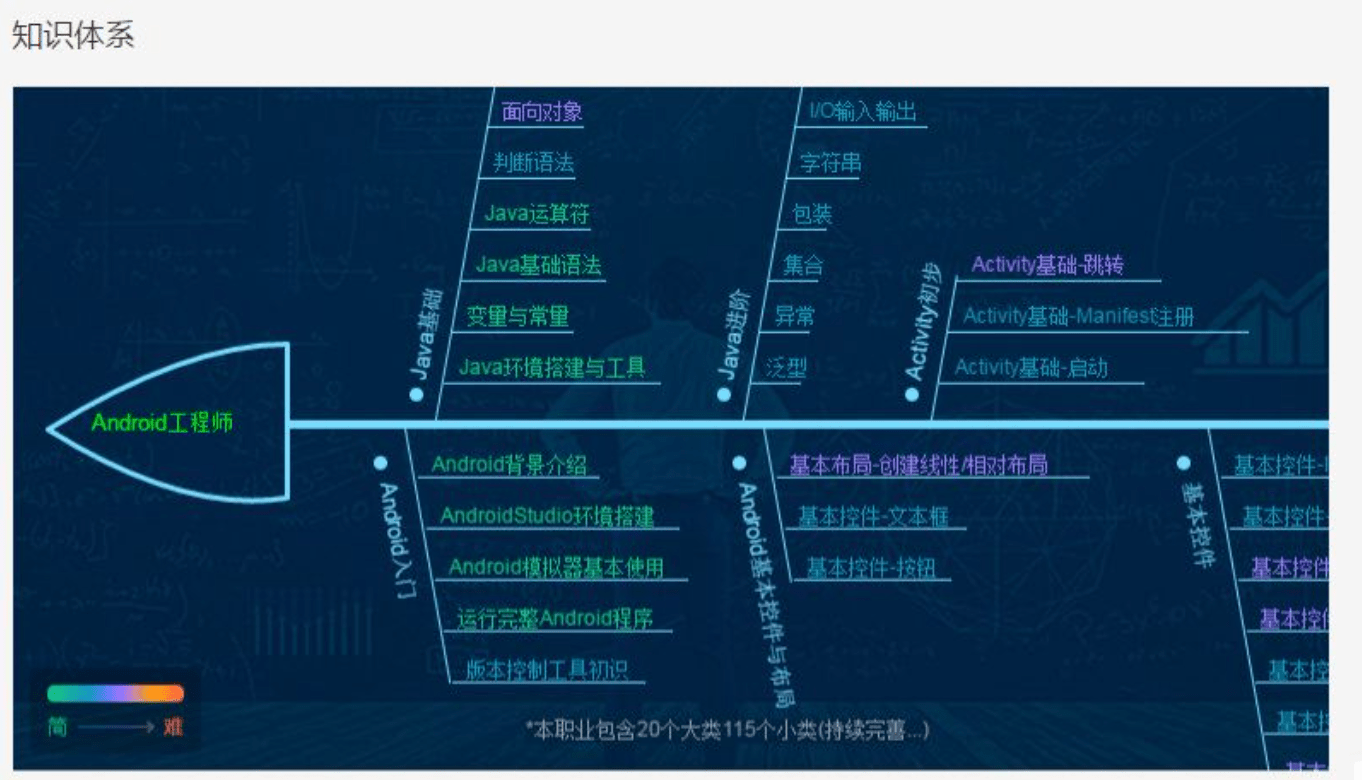 知识体系
面向对象
判断语法
Java运算符
Java基础语法
变量与常量
Java环境搭建与工具
Java基础
I/O输入输出
字符串
包装
集合
异常
泛型
Java进阶
Activity基础-跳转
Activity基础-Manifest注册
Activity基础-启动
Activity初步
Android工程师
Android入门
Android背景介绍
AndroidStudio环境搭建
Android模拟器基本使用
运行完整Android程序
版本控制工具初识
Android基本控件与布局
基本布局-创建线性/相对布局
基本控件-文本框
基本控件-按钮
基本控件
基本控件-
基本控件-
基本控件
基本控
基本控
基本
简
难
*本职业包含20个大类115个小类(持续完善...)